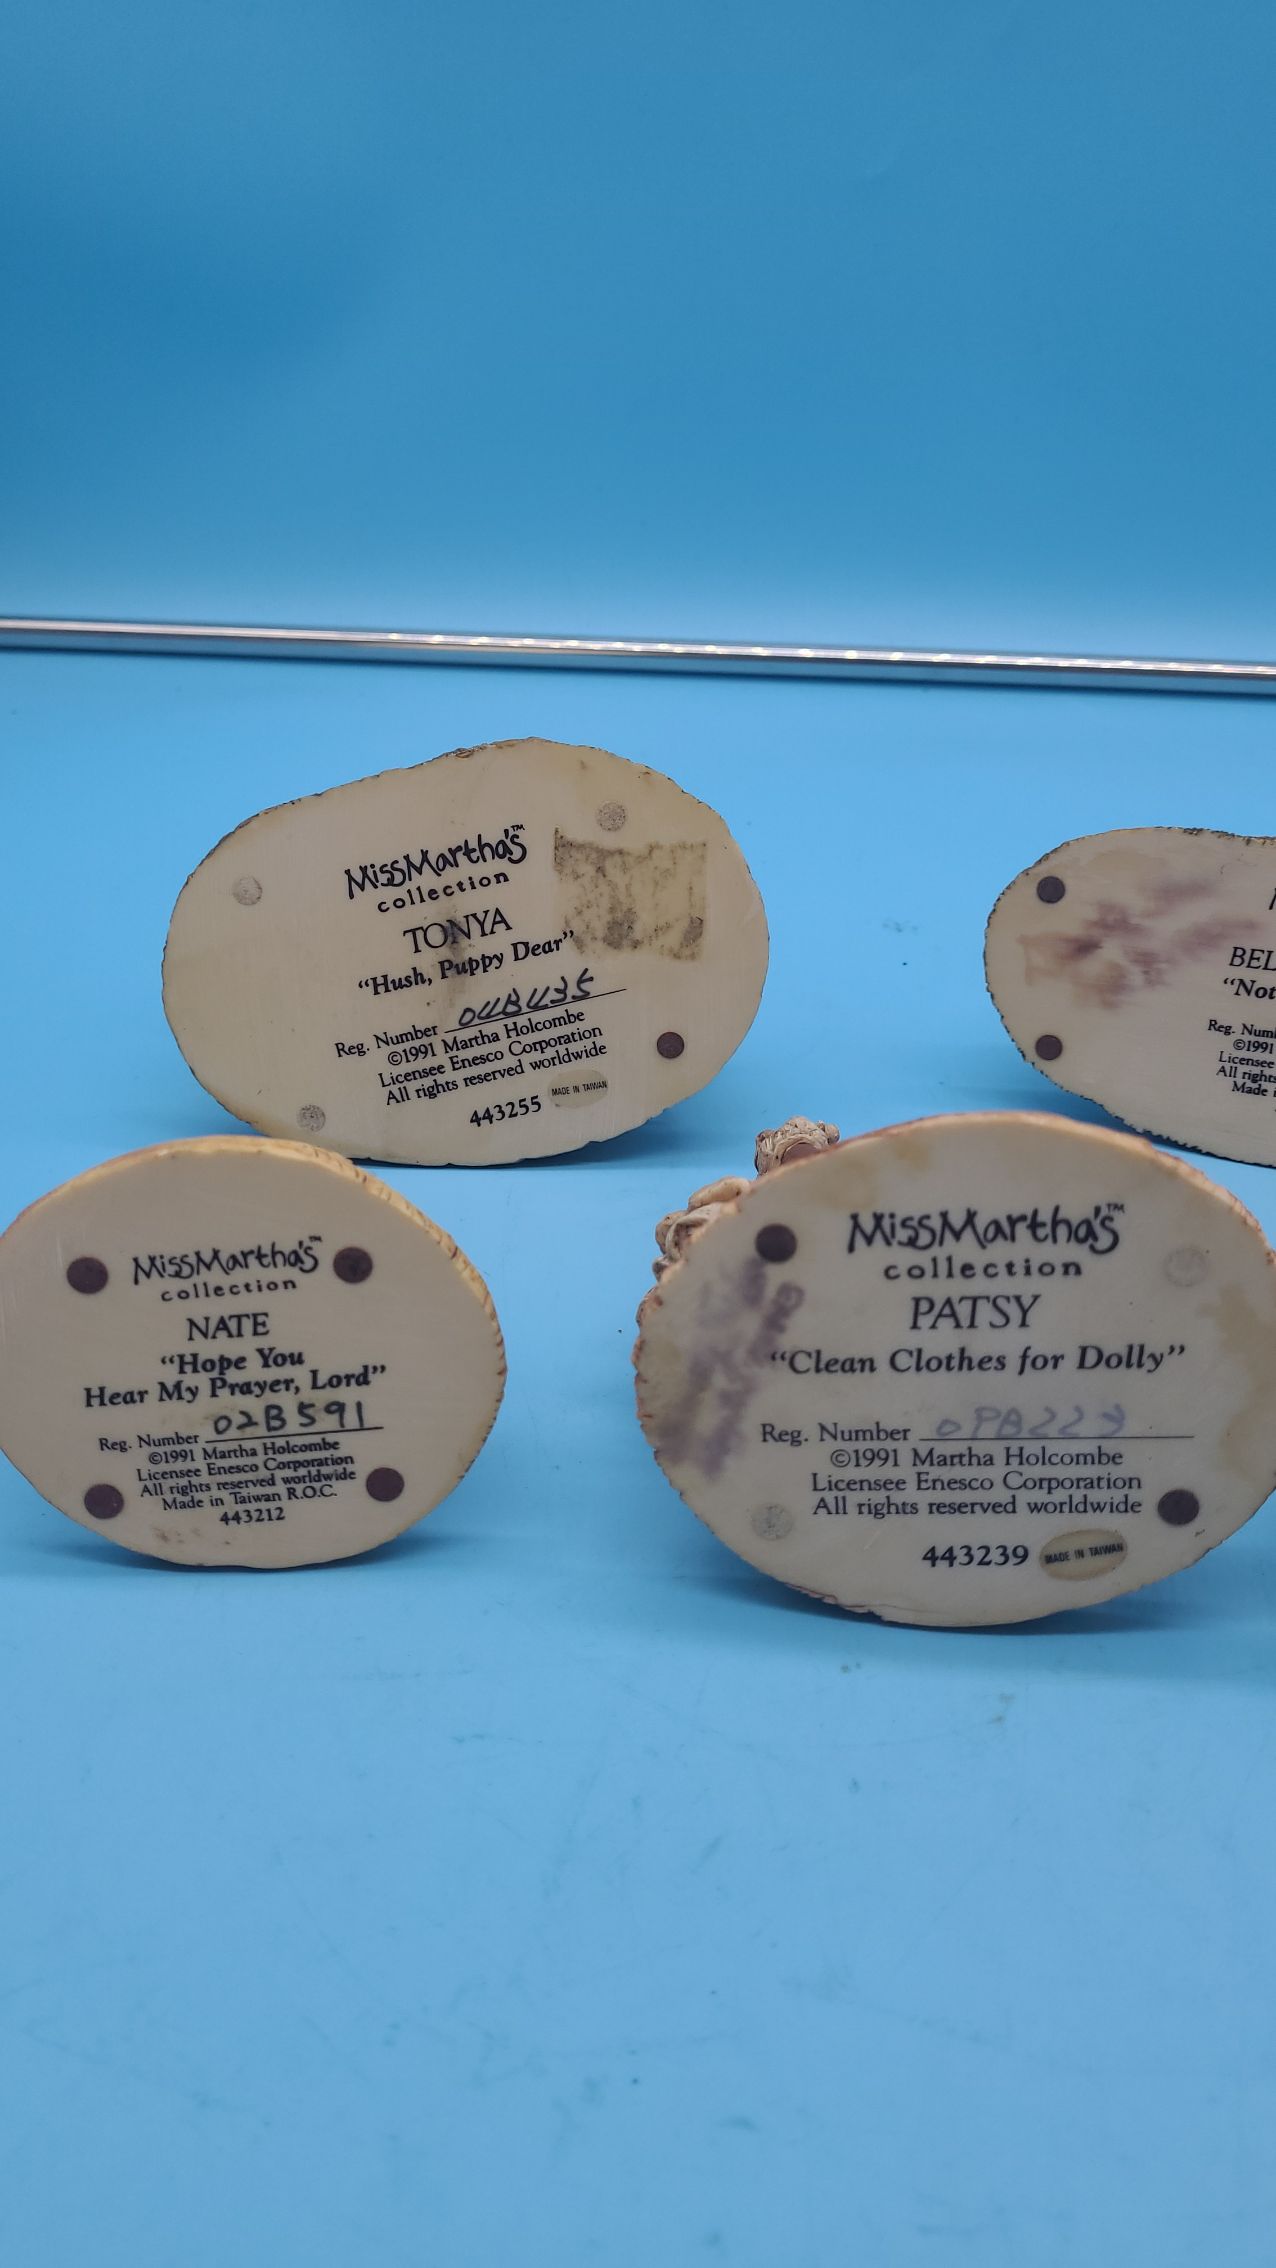 MissMartha's™
collection
TONYA
“Hush, Puppy Dear”
Reg. Number 04B435
©1991 Martha Holcombe
Licensee Enesco Corporation
All rights reserved worldwide
443255 MADE IN TAIWAN
BEL
“Not
Reg. Num
©1991
Licensee
All rights
Made i
MissMartha's™
collection
NATE
“Hope You
Hear My Prayer, Lord”
Reg. Number 02B591
©1991 Martha Holcombe
Licensee Enesco Corporation
All rights reserved worldwide
Made in Taiwan R.O.C.
443212
MissMartha's™
collection
PATSY
“Clean Clothes for Dolly”
Reg. Number
©1991 Martha Holcombe
Licensee Enesco Corporation
All rights reserved worldwide
443239 MADE IN TAIWAN